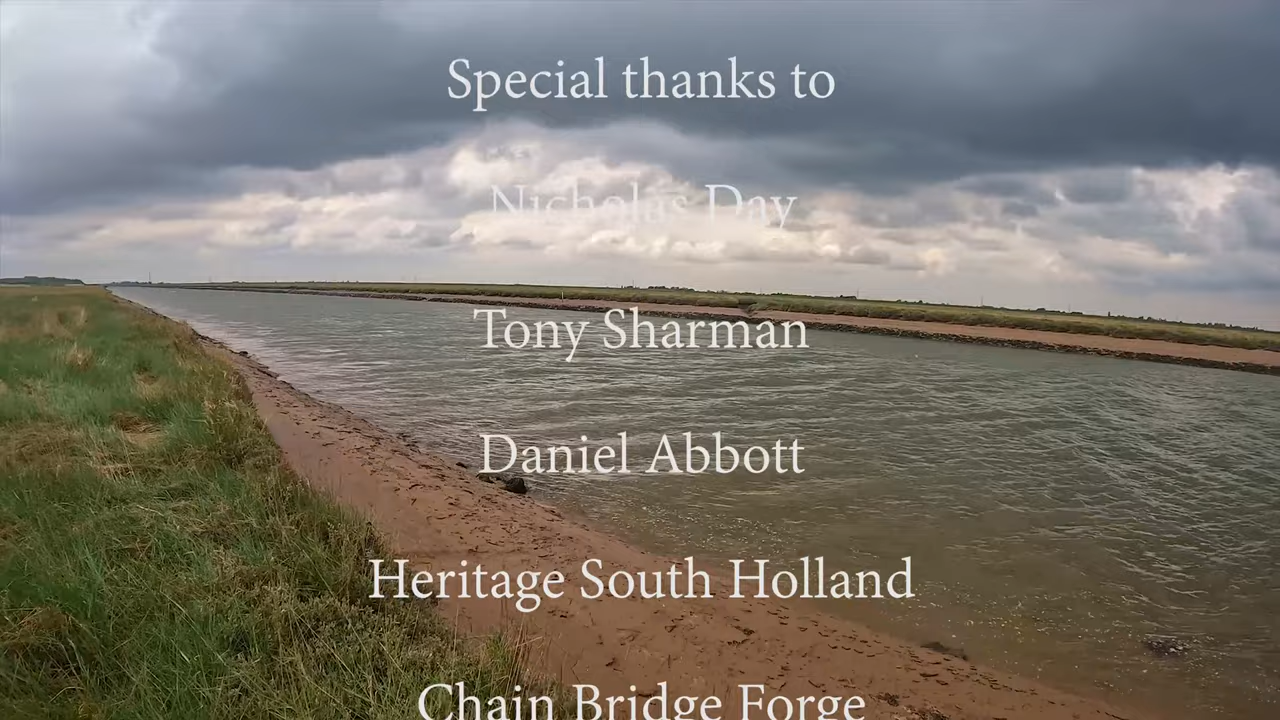 Special thanks to
Nicholas Day
Tony Sharman
Daniel Abbott
Heritage South Holland
Chain Bridge Forge